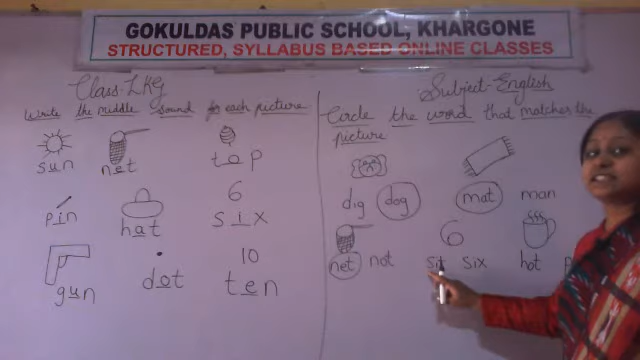 GOKULDAS PUBLIC SCHOOL, KHARGONE
STRUCTURED, SYLLABUS BASED ONLINE CLASSES
Class-LKG
Write the middle sound for each picture
sun net top
6
pin hat six
10
gun dot ten
Subject-English
Circle the word that matches the
picture
dig dog mat man
6
net not sit six hot